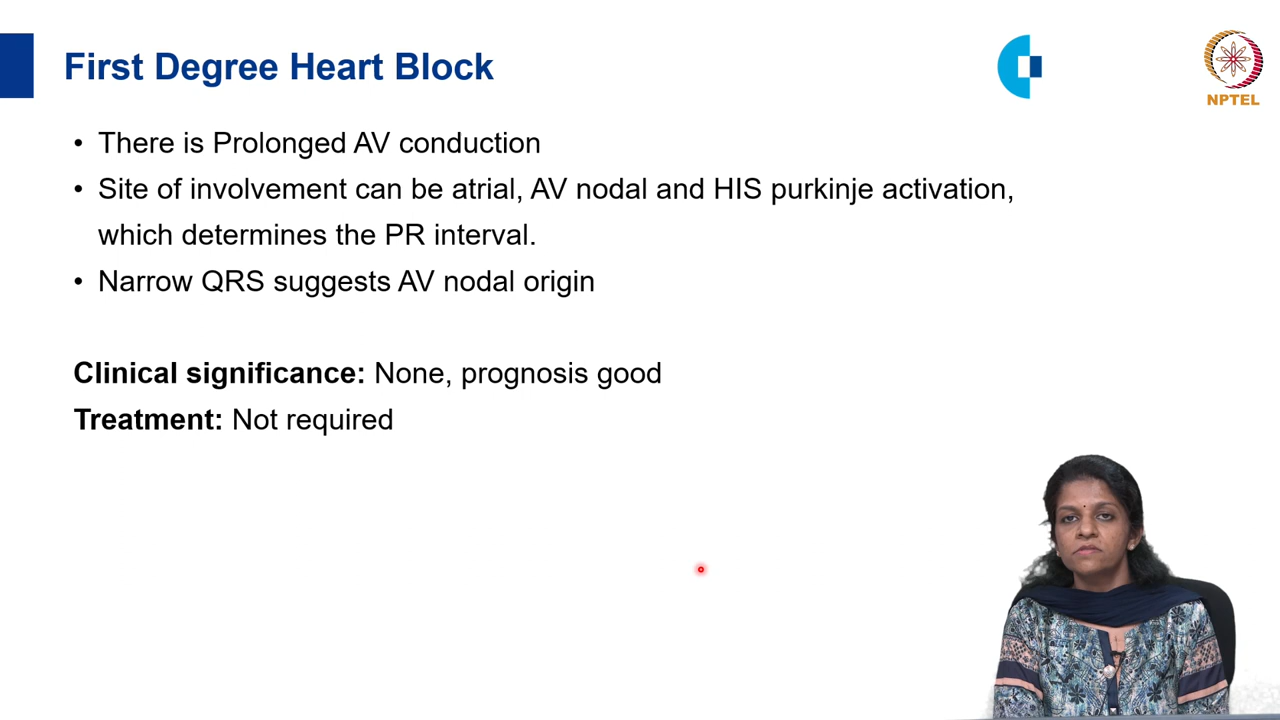 First Degree Heart Block
NPTEL
• There is Prolonged AV conduction
• Site of involvement can be atrial, AV nodal and HIS purkinje activation,
which determines the PR interval.
• Narrow QRS suggests AV nodal origin
Clinical significance: None, prognosis good
Treatment: Not required